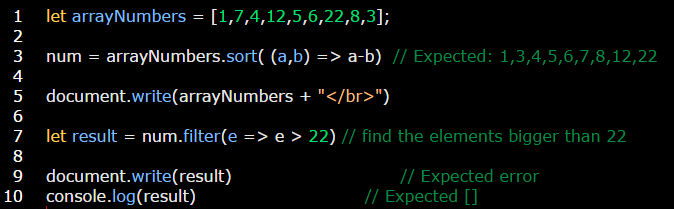 1 let arrayNumbers = [1,7,4,12,5,6,22,8,3];
2
3 num = arrayNumbers.sort( (a,b) => a-b) // Expected: 1,3,4,5,6,7,8,12,22
4
5 document.write(arrayNumbers + "</br>")
6
7 let result = num.filter(e => e > 22) // find the elements bigger than 22
8
9 document.write(result) // Expected error
10 console.log(result) // Expected []